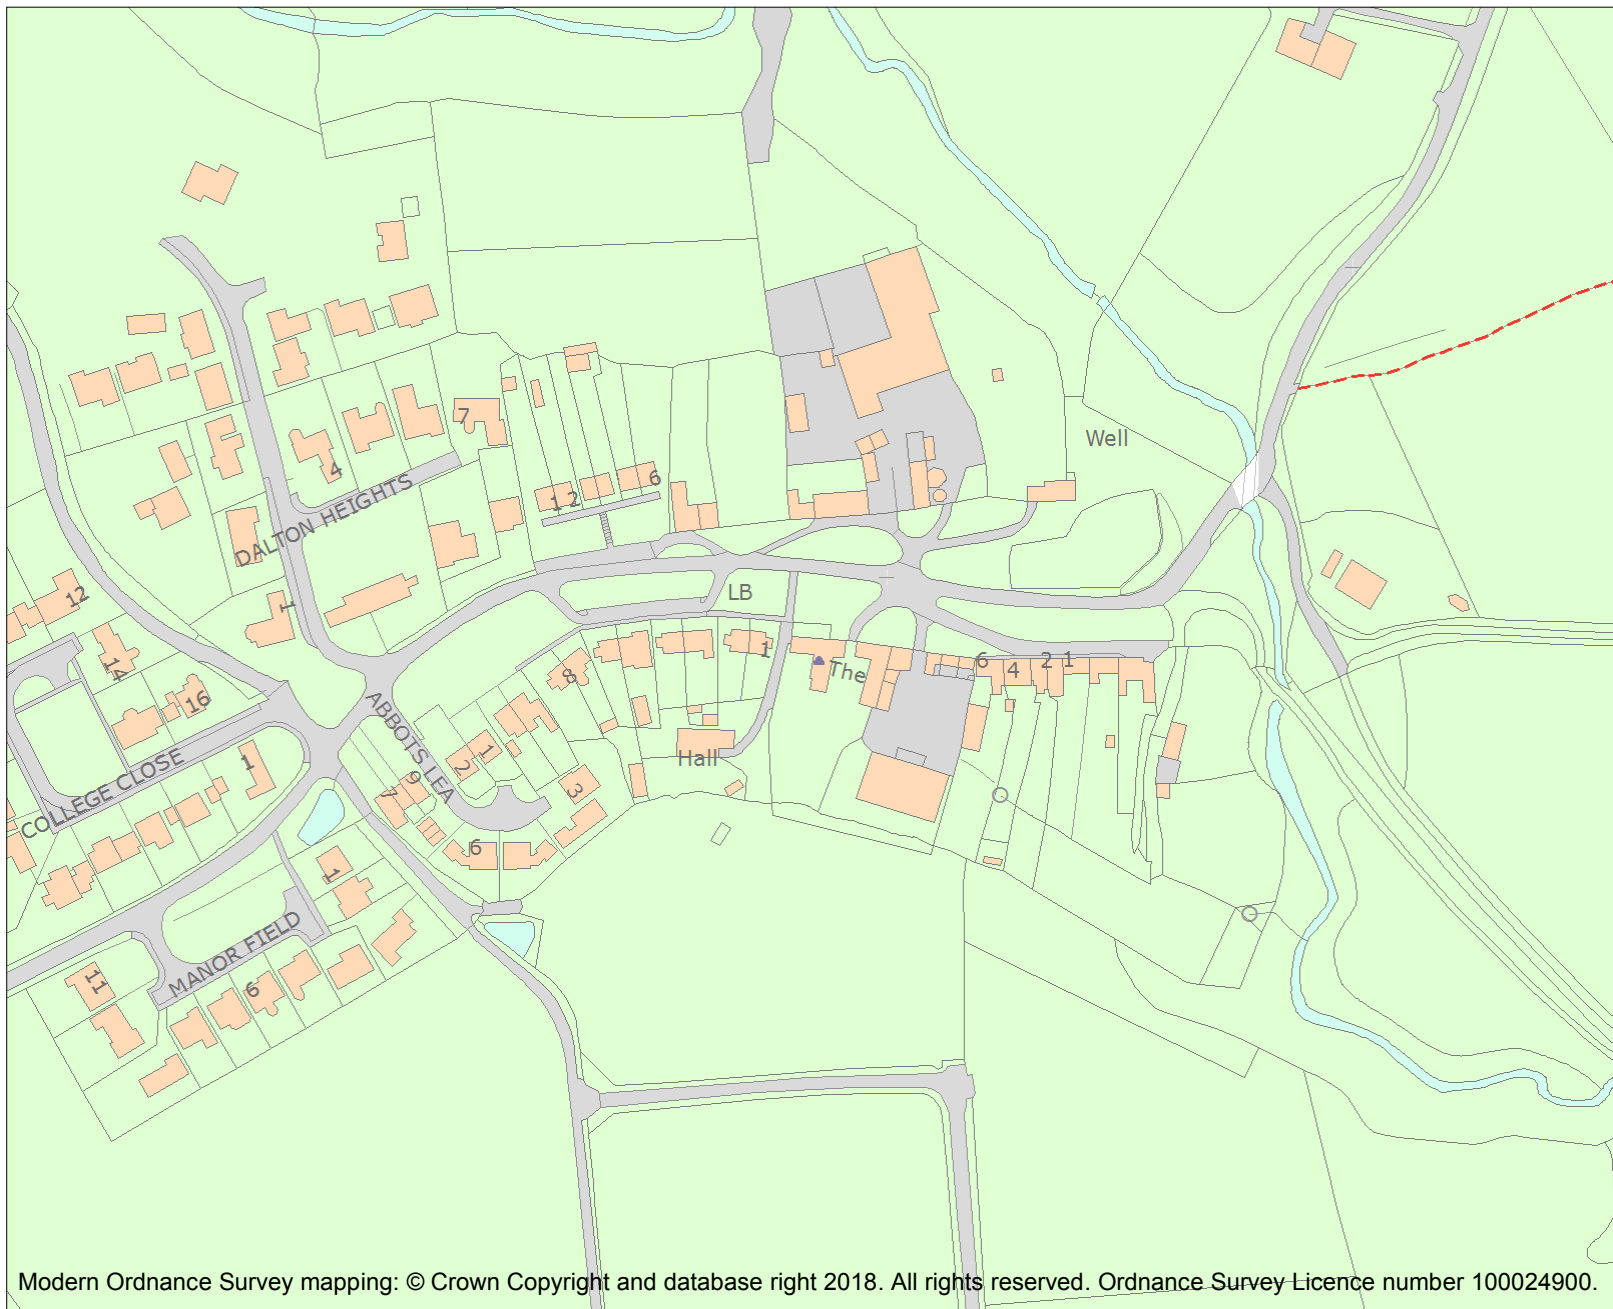 Well
7
6
1 2
4
DALTON HEIGHTS
LB
12
1
14
16
The
1
8
6
4
2
1
ABBOTS LEA
Hall
1
2
9
7
3
6
COLLEGE CLOSE
1
1
MANOR FIELD
11
6
Modern Ordnance Survey mapping: © Crown Copyright and database right 2018. All rights reserved. Ordnance Survey Licence number 100024900.